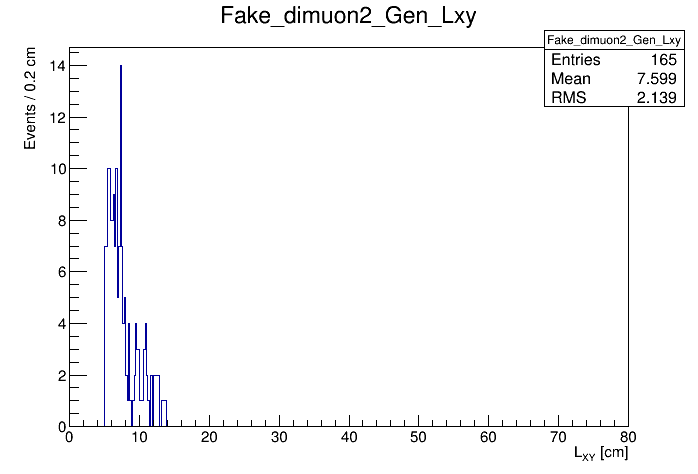 Fake_dimuon2_Gen_Lxy
Fake_dimuon2_Gen_Lxy
Entries 165
Mean 7.599
RMS 2.139
Events / 0.2 cm
14
12
10
8
6
4
2
0
0 10 20 30 40 50 60 70 80
L_XY [cm]